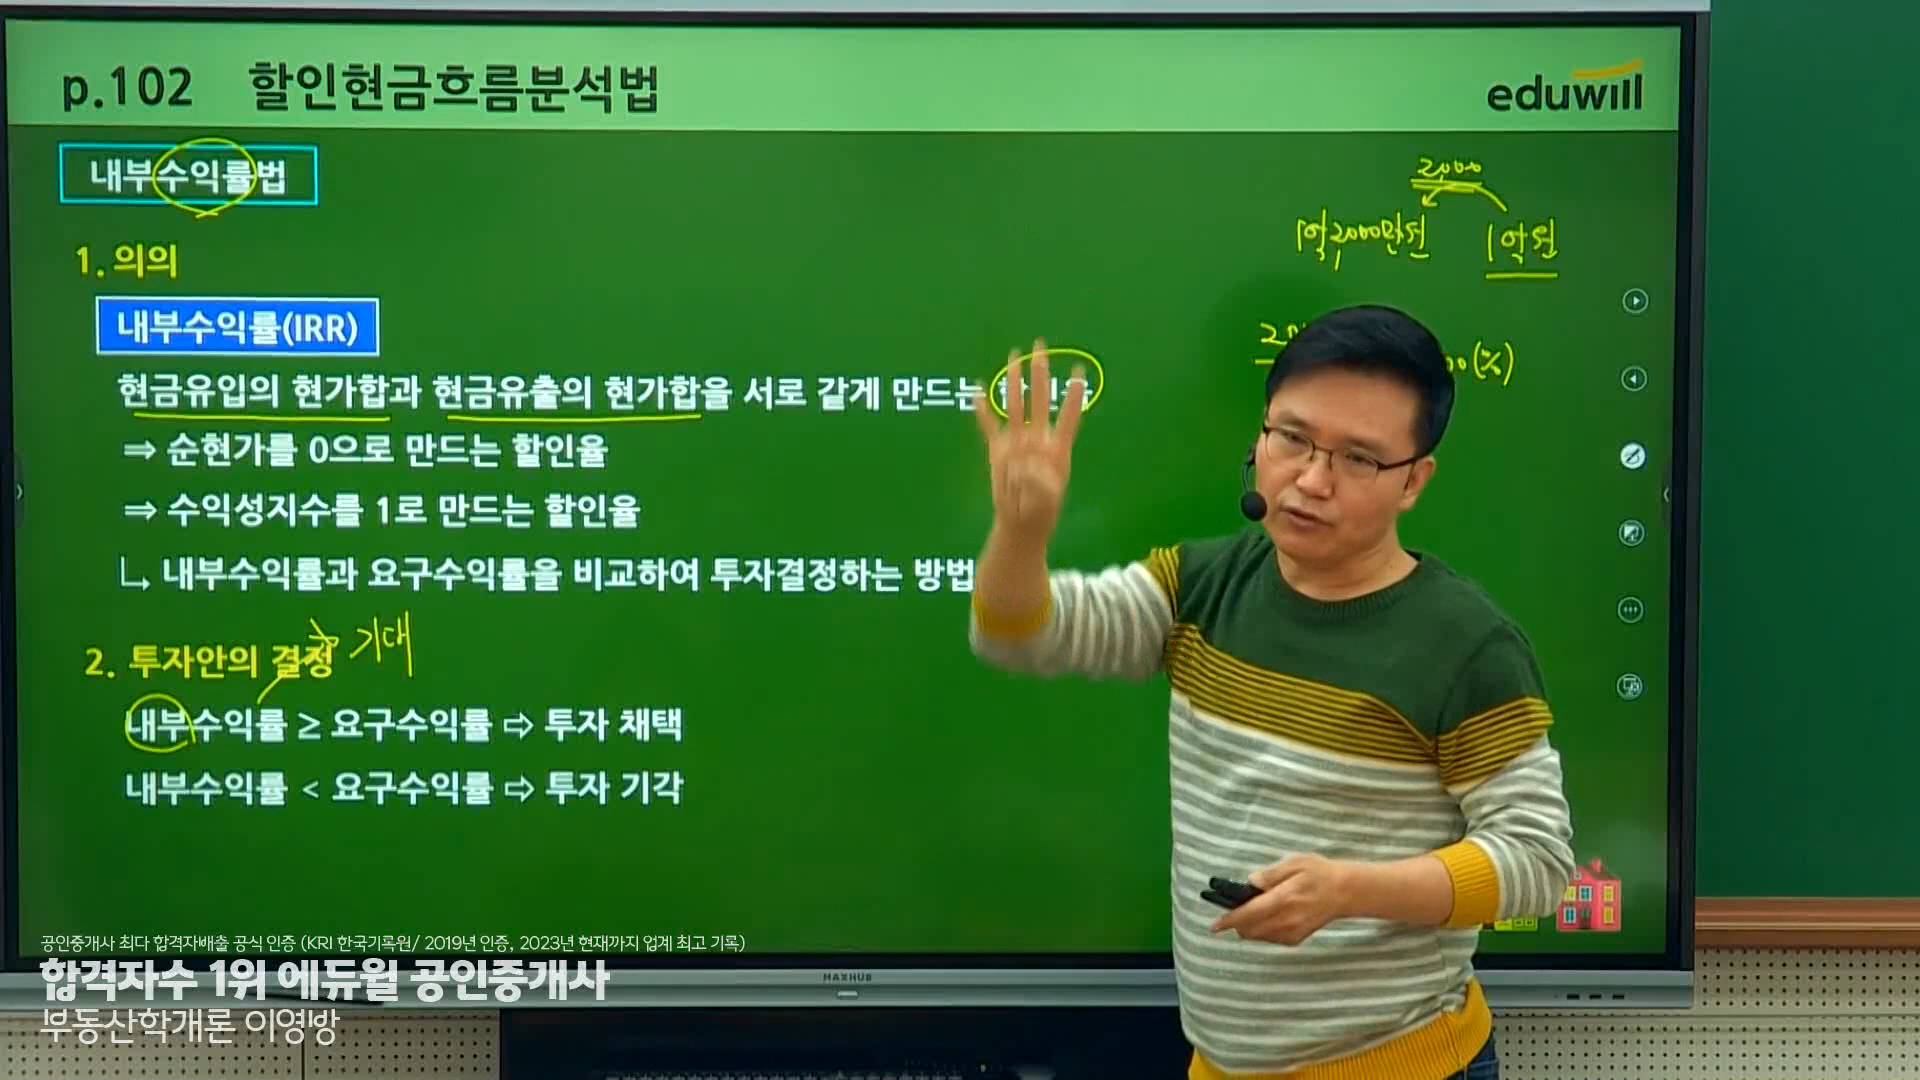 p.102 할인현금흐름분석법
eduwill
내부수익률법
2,000
1억2,000만원 1억원
1. 의의
내부수익률(IRR)
(%)
현금유입의 현가합과 현금유출의 현가합을 서로 같게 만드는
⇒ 순현가를 0으로 만드는 할인율
⇒ 수익성지수를 1로 만드는 할인율
↳ 내부수익률과 요구수익률을 비교하여 투자결정하는 방법
기대
2. 투자안의 결정
내부수익률 ≥ 요구수익률 ⇨ 투자 채택
내부수익률 < 요구수익률 ⇨ 투자 기각
공인중개사 최다 합격자배출 공식 인증 (KRI 한국기록원/ 2019년 인증, 2023년 현재까지 업계 최고 기록)
합격자수 1위 에듀윌 공인중개사
부동산학개론 이영방
MAXHUB